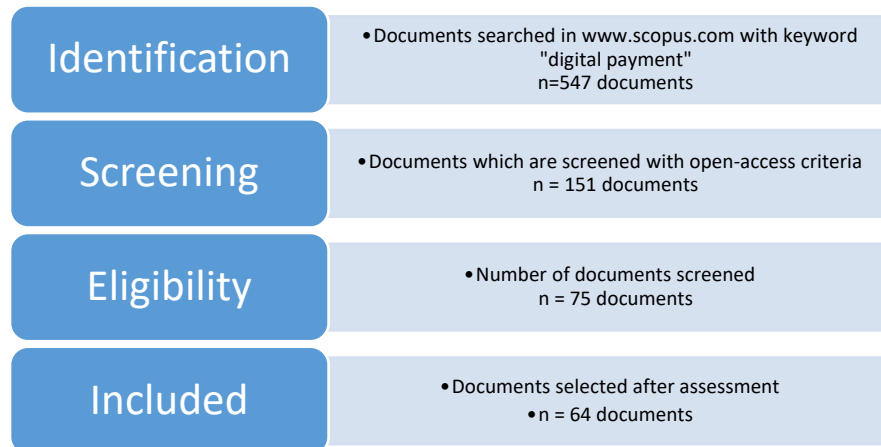 Identification
•Documents searched in www.scopus.com with keyword
"digital payment"
n=547 documents
Screening
•Documents which are screened with open-access criteria
n = 151 documents
Eligibility
•Number of documents screened
n = 75 documents
Included
•Documents selected after assessment
•n = 64 documents